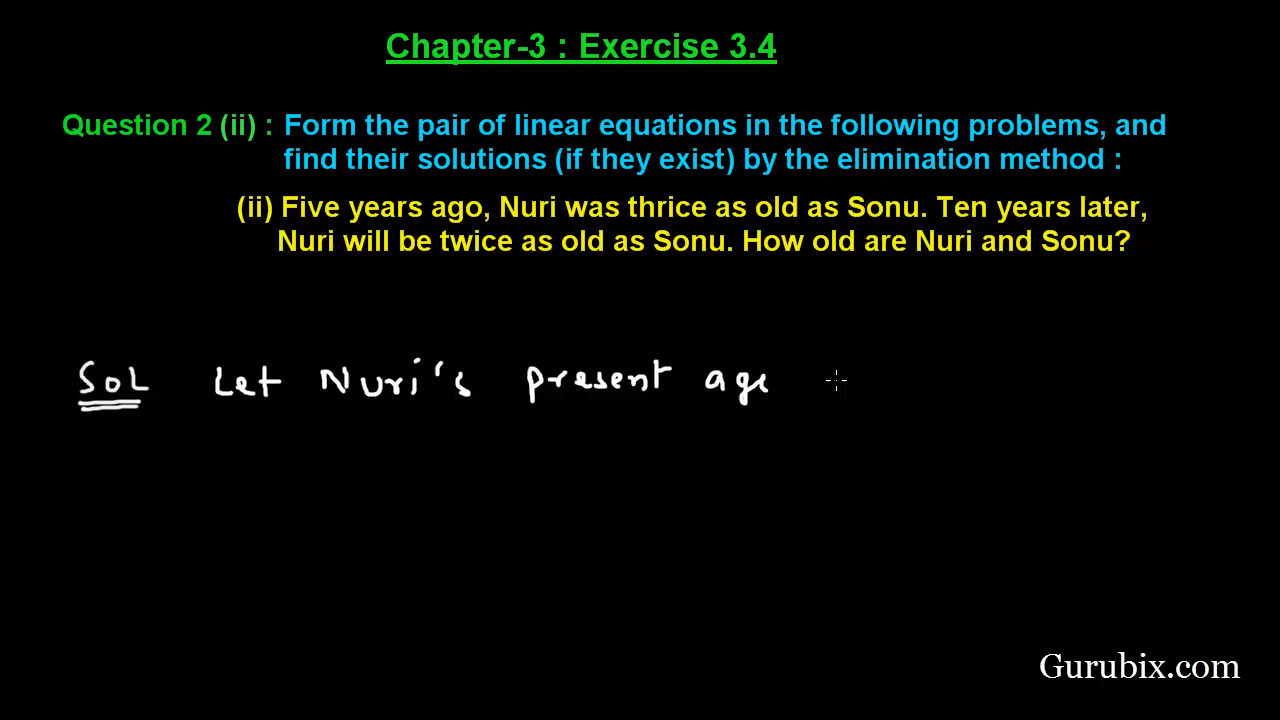 Chapter-3 : Exercise 3.4
Question 2 (ii) : Form the pair of linear equations in the following problems, and
find their solutions (if they exist) by the elimination method :
(ii) Five years ago, Nuri was thrice as old as Sonu. Ten years later,
Nuri will be twice as old as Sonu. How old are Nuri and Sonu?
Sol Let Nuri's present age
Gurubix.com